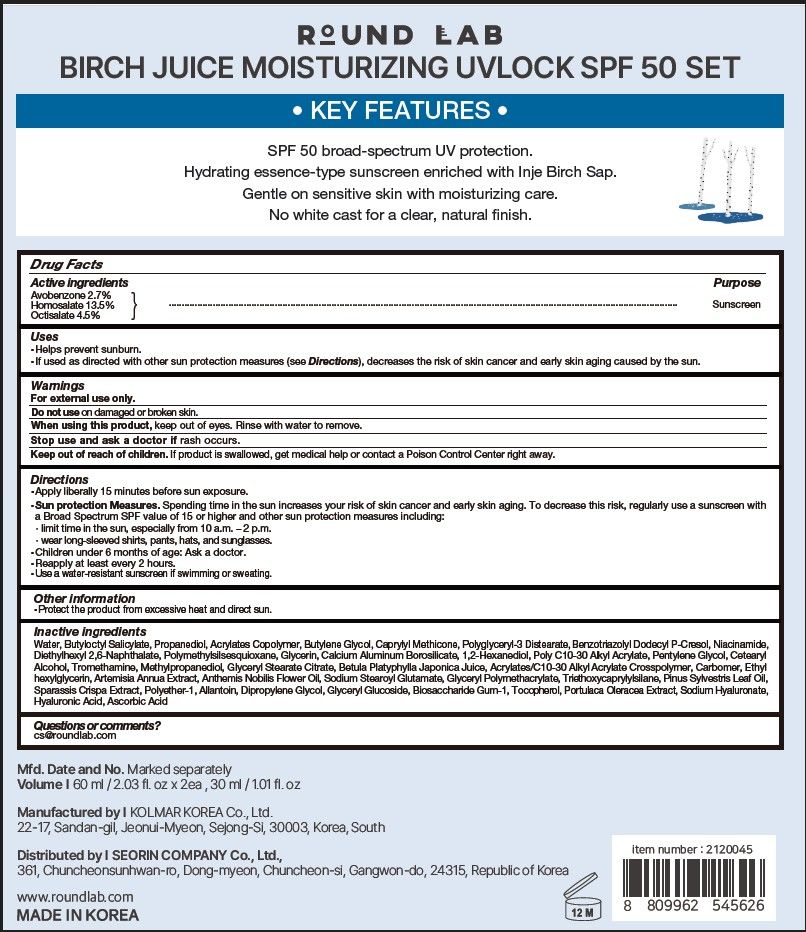 ROUND LAB
BIRCH JUICE MOISTURIZING UVLOCK SPF 50 SET
• KEY FEATURES •
SPF 50 broad-spectrum UV protection.
Hydrating essence-type sunscreen enriched with Inje Birch Sap.
Gentle on sensitive skin with moisturizing care.
No white cast for a clear, natural finish.
Drug Facts
Active ingredients Purpose
Avobenzone 2.7%
Homosalate 13.5% } Sunscreen
Octisalate 4.5%
Uses
-Helps prevent sunburn.
-If used as directed with other sun protection measures (see Directions), decreases the risk of skin cancer and early skin aging caused by the sun.
Warnings
For external use only.
Do not use on damaged or broken skin.
When using this product, keep out of eyes. Rinse with water to remove.
Stop use and ask a doctor if rash occurs.
Keep out of reach of children. If product is swallowed, get medical help or contact a Poison Control Center right away.
Directions
-Apply liberally 15 minutes before sun exposure.
-Sun protection Measures. Spending time in the sun increases your risk of skin cancer and early skin aging. To decrease this risk, regularly use a sunscreen with
a Broad Spectrum SPF value of 15 or higher and other sun protection measures including:
· limit time in the sun, especially from 10 a.m. – 2 p.m.
· wear long-sleeved shirts, pants, hats, and sunglasses.
-Children under 6 months of age: Ask a doctor.
-Reapply at least every 2 hours.
-Use a water-resistant sunscreen if swimming or sweating.
Other information
-Protect the product from excessive heat and direct sun.
Inactive ingredients
Water, Butyloctyl Salicylate, Propanediol, Acrylates Copolymer, Butylene Glycol, Caprylyl Methicone, Polyglyceryl-3 Distearate, Benzotriazolyl Dodecyl P-Cresol, Niacinamide,
Diethylhexyl 2,6-Naphthalate, Polymethylsilsesquioxane, Glycerin, Calcium Aluminum Borosilicate, 1,2-Hexanediol, Poly C10-30 Alkyl Acrylate, Pentylene Glycol, Cetearyl
Alcohol, Tromethamine, Methylpropanediol, Glyceryl Stearate Citrate, Betula Platyphylla Japonica Juice, Acrylates/C10-30 Alkyl Acrylate Crosspolymer, Carbomer, Ethyl
hexylglycerin, Artemisia Annua Extract, Anthemis Nobilis Flower Oil, Sodium Stearoyl Glutamate, Glyceryl Polymethacrylate, Triethoxycaprylylsilane, Pinus Sylvestris Leaf Oil,
Sparassis Crispa Extract, Polyether-1, Allantoin, Dipropylene Glycol, Glyceryl Glucoside, Biosaccharide Gum-1, Tocopherol, Portulaca Oleracea Extract, Sodium Hyaluronate,
Hyaluronic Acid, Ascorbic Acid
Questions or comments?
cs@roundlab.com
Mfd. Date and No. Marked separately
Volume I 60 ml / 2.03 fl. oz x 2ea , 30 ml / 1.01 fl. oz
Manufactured by I KOLMAR KOREA Co., Ltd.
22-17, Sandan-gil, Jeonui-Myeon, Sejong-Si, 30003, Korea, South
Distributed by I SEORIN COMPANY Co., Ltd.,
361, Chuncheonsunhwan-ro, Dong-myeon, Chuncheon-si, Gangwon-do, 24315, Republic of Korea
www.roundlab.com
MADE IN KOREA
12 M
item number : 2120045
8 809962 545626